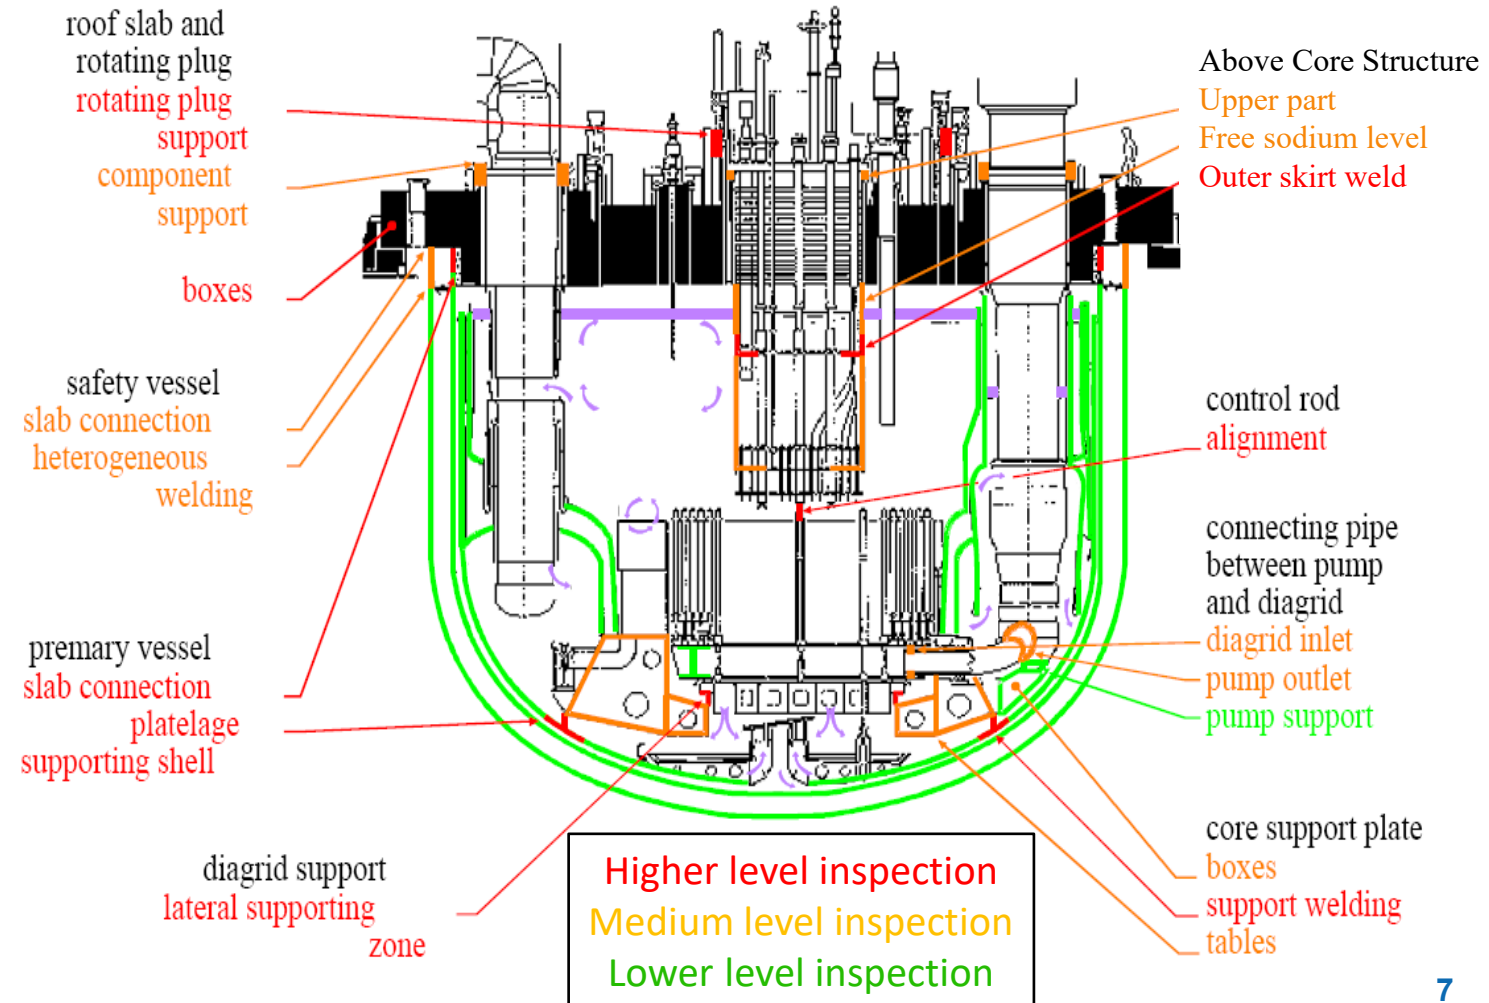 roof slab and
rotating plug
rotating plug
support
component
support
boxes
safety vessel
slab connection
heterogeneous
welding
premary vessel
slab connection
platelage
supporting shell
diagrid support
lateral supporting
zone
Above Core Structure
Upper part
Free sodium level
Outer skirt weld
control rod
alignment
connecting pipe
between pump
and diagrid
diagrid inlet
pump outlet
pump support
core support plate
boxes
support welding
tables
Higher level inspection
Medium level inspection
Lower level inspection
7